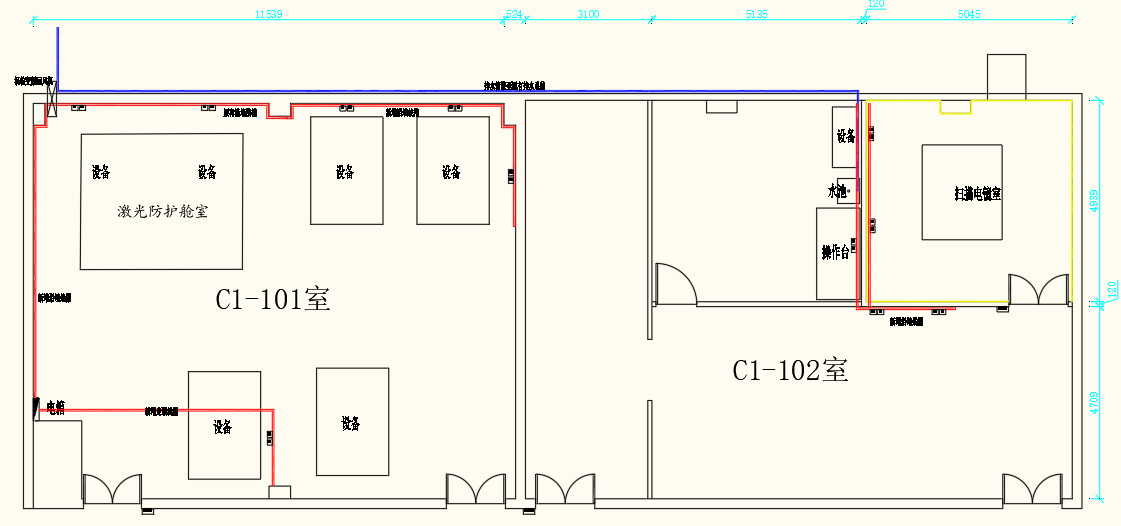 11539
524
3100
5135
120
5045
设备
设备
设备
设备
设备
激光防护舱室
水池
扫描电镜室
4939
操作台
C1-101室
120
C1-102室
电箱
设备
设备
4709